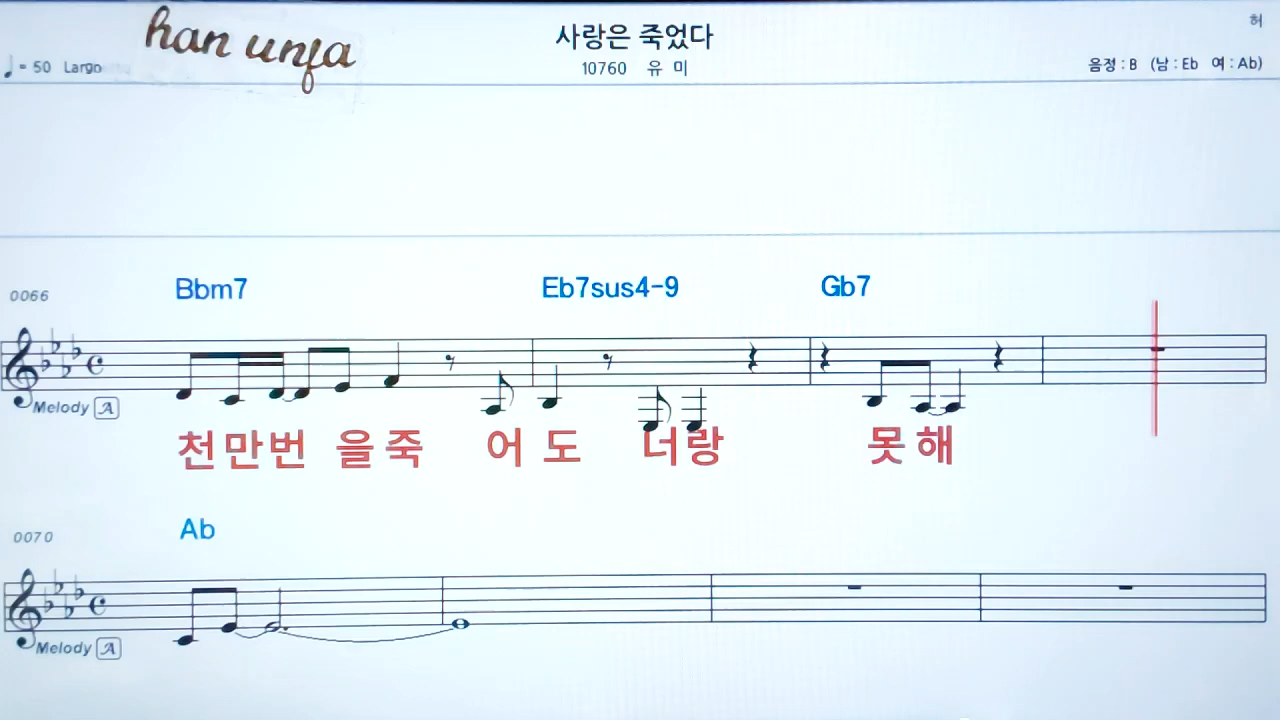 han unfa
사랑은 죽었다
허
♩= 50 Largo
10760 유 미
음정 : B (남 : Eb 여 : Ab)
0066
Bbm7 Eb7sus4-9 Gb7
Melody A
천만번 을죽 어 도 너랑 못해
0070
Ab
Melody A